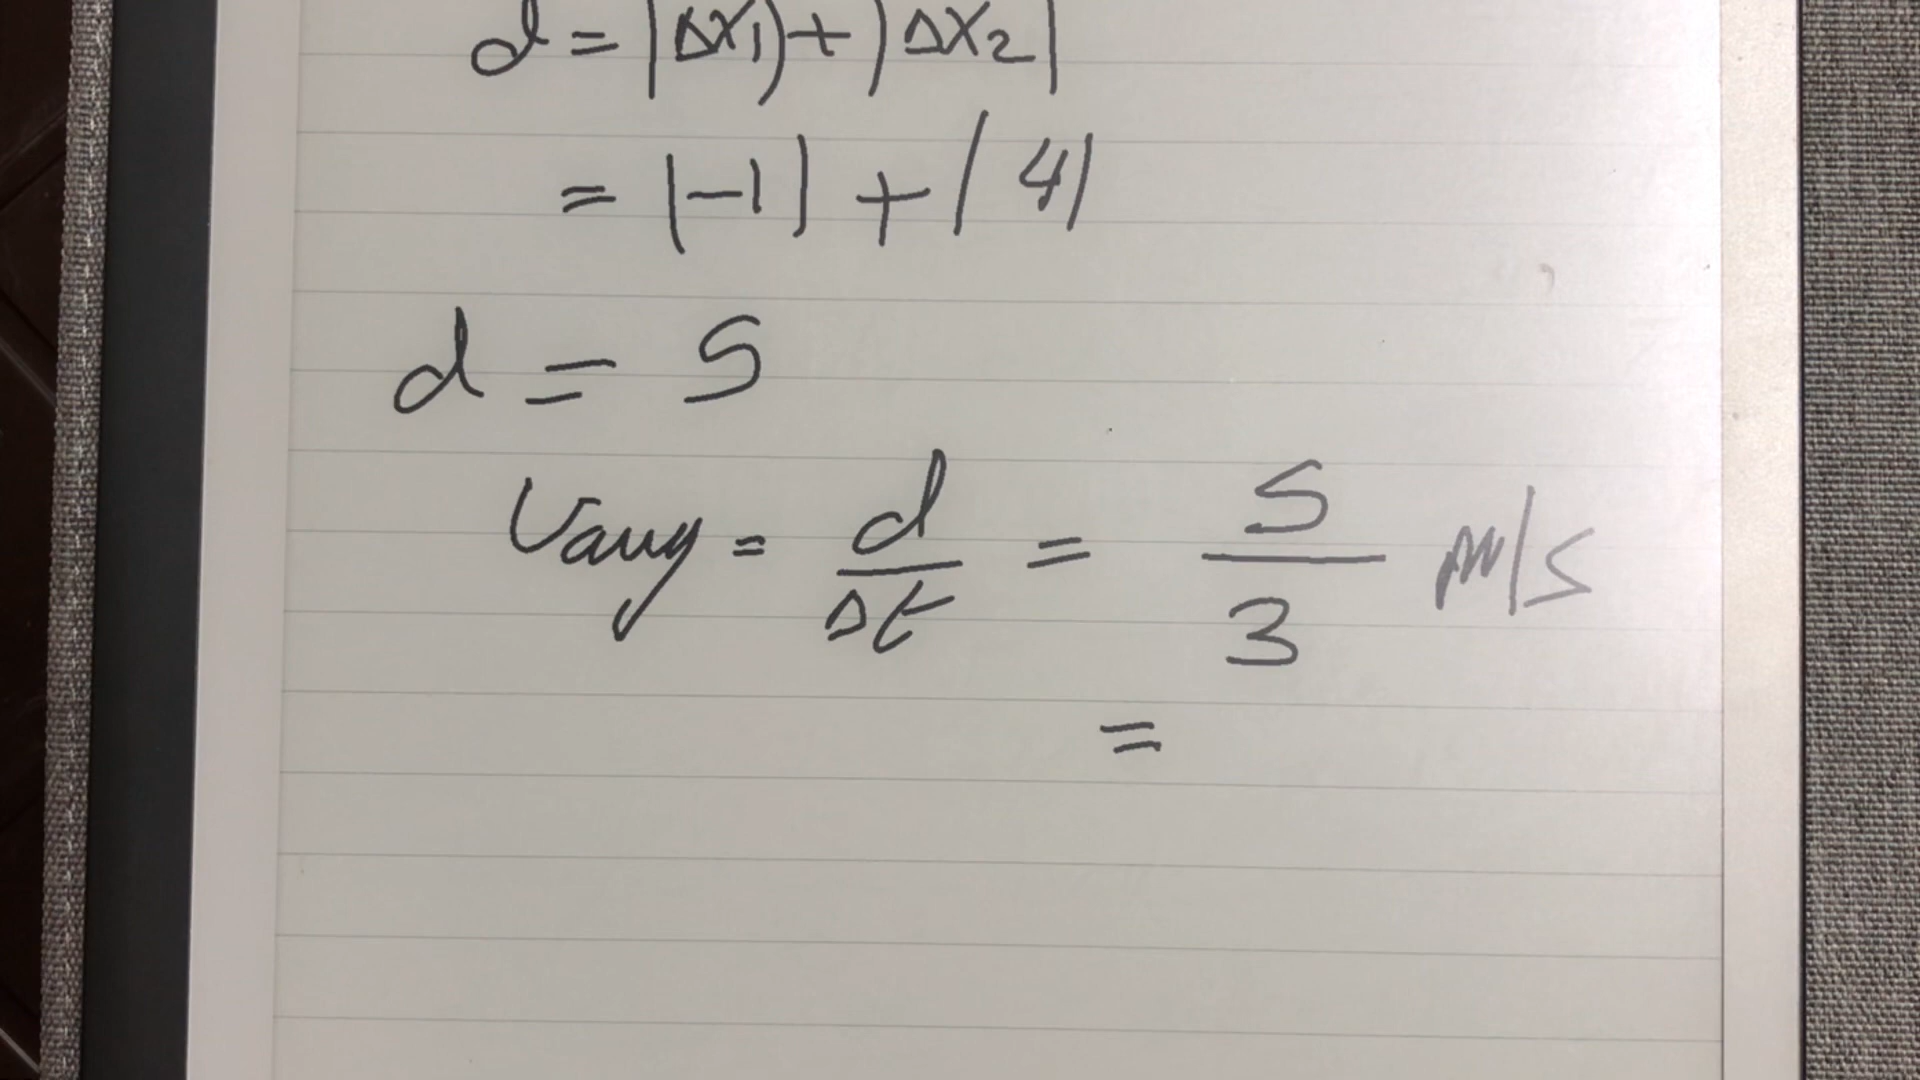 d = |Δx₁| + |Δx₂|
= |-1| + |4|
d = 5
Vavg = d/Δt = 5/3 m/s
=